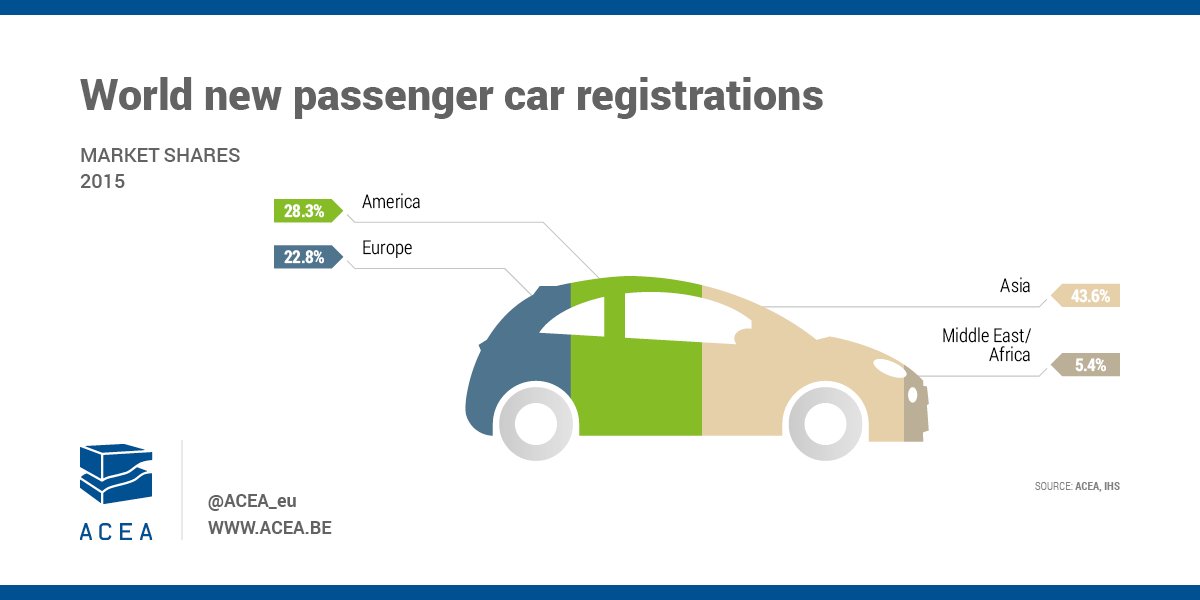 World new passenger car registrations
MARKET SHARES
2015
28.3%
America
22.8%
Europe
Asia
43.6%
Middle East/
Africa
5.4%
SOURCE: ACEA, IHS
ACEA
@ACEA_eu
WWW.ACEA.BE